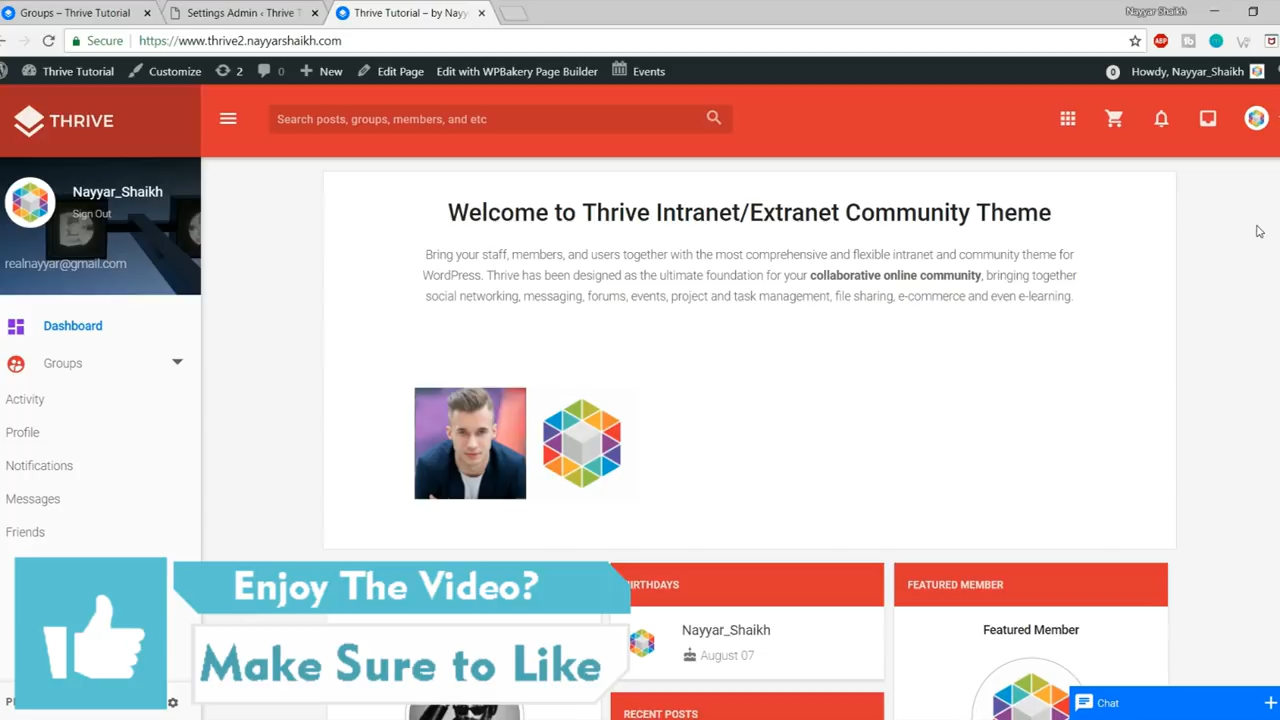 Groups – Thrive Tutorial
Settings Admin ‹ Thrive T
Thrive Tutorial – by Nayy
Nayyar Shaikh
Secure
https://www.thrive2.nayyarshaikh.com
ABP
Thrive Tutorial
Customize
2
0
New
Edit Page
Edit with WPBakery Page Builder
Events
0
Howdy, Nayyar_Shaikh
THRIVE
Search posts, groups, members, and etc
Nayyar_Shaikh
Sign Out
realnayyar@gmail.com
Welcome to Thrive Intranet/Extranet Community Theme
Bring your staff, members, and users together with the most comprehensive and flexible intranet and community theme for
WordPress. Thrive has been designed as the ultimate foundation for your collaborative online community, bringing together
social networking, messaging, forums, events, project and task management, file sharing, e-commerce and even e-learning.
Dashboard
Groups
Activity
Profile
Notifications
Messages
Friends
Enjoy The Video?
Make Sure to Like
BIRTHDAYS
Nayyar_Shaikh
August 07
RECENT POSTS
FEATURED MEMBER
Featured Member
Chat